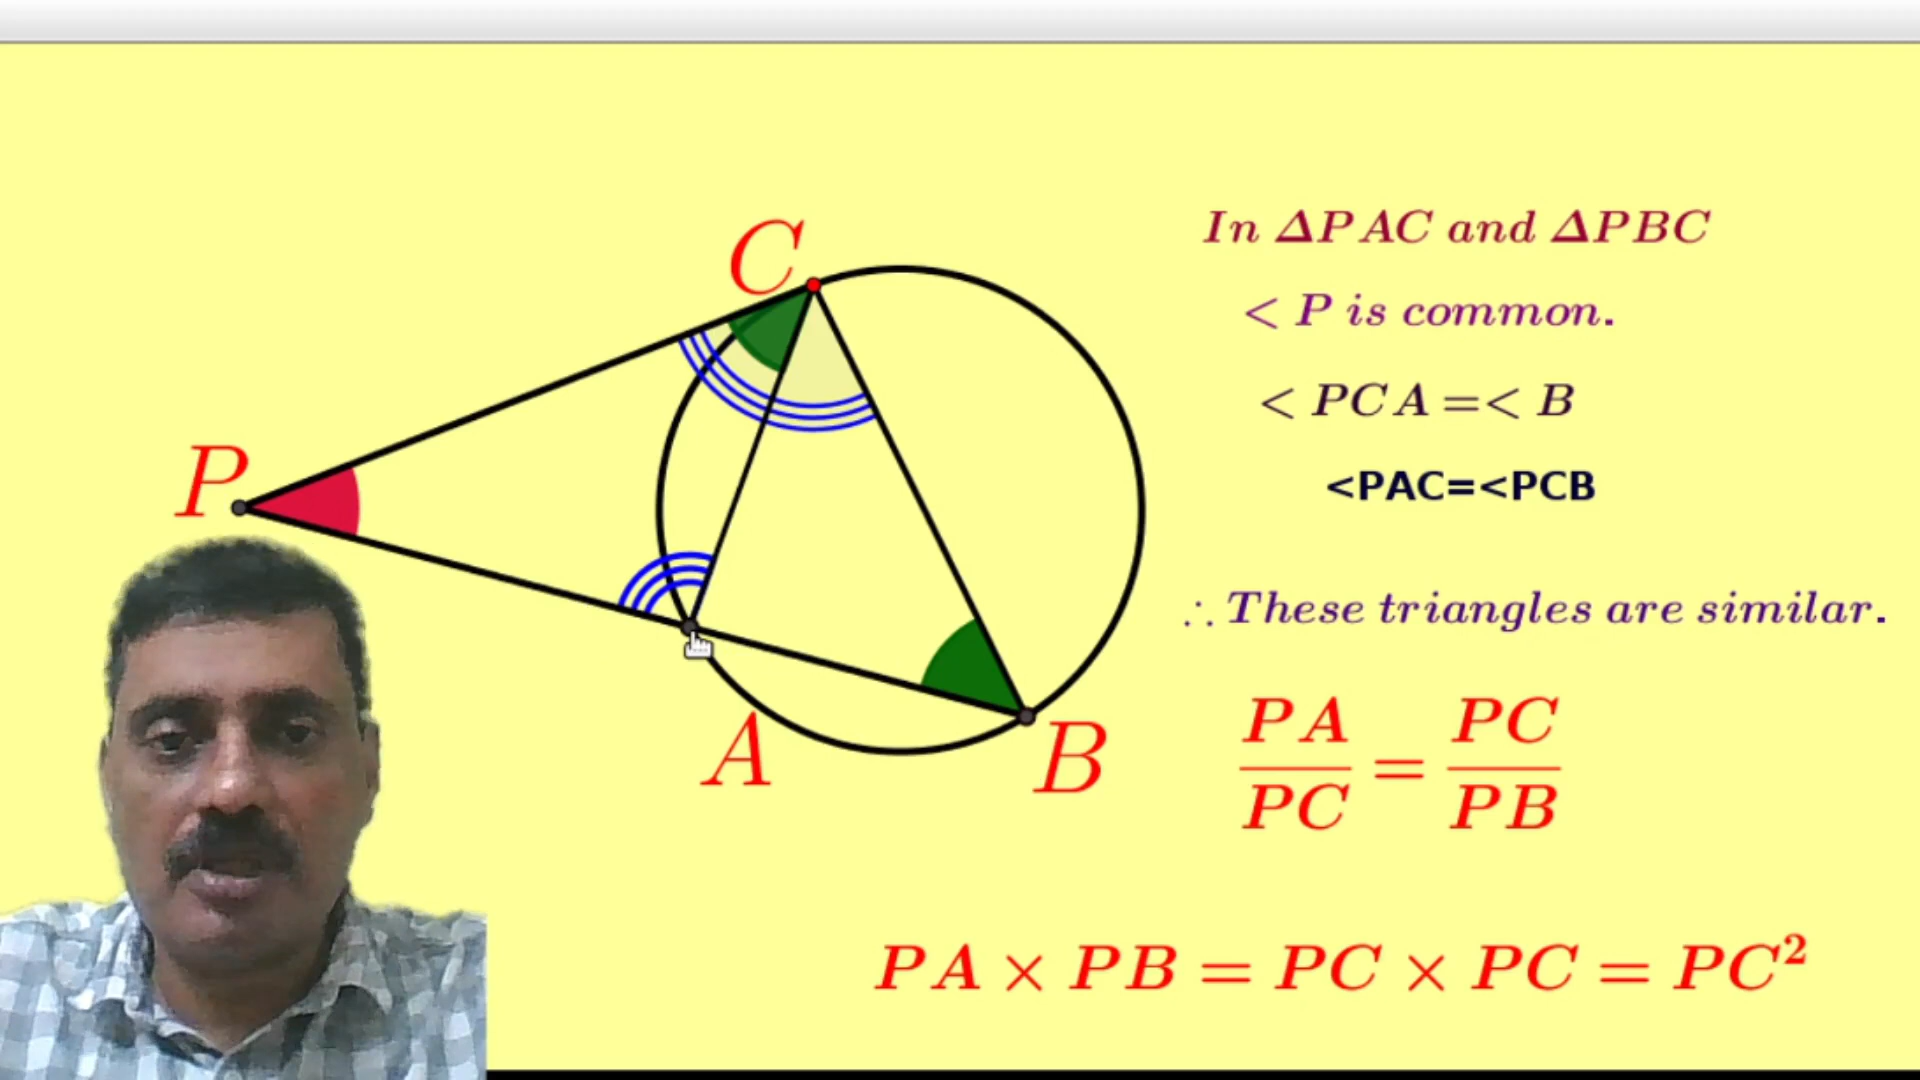 C
P
A
B
In ΔPAC and ΔPBC
< P is common.
< PCA =< B
<PAC=<PCB
∴ These triangles are similar.
PA/PC = PC/PB
PA × PB = PC × PC = PC²